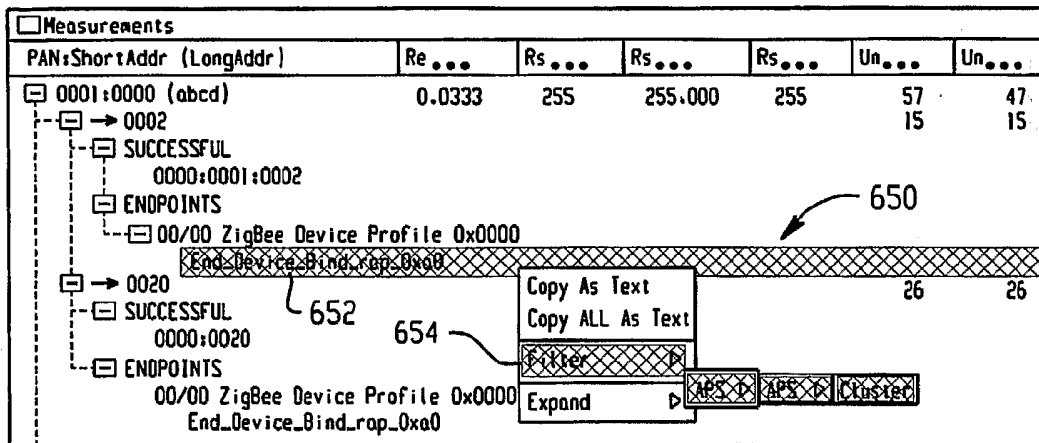 Measurements
PAN:ShortAddr (LongAddr) Re... Rs... Rs... Rs... Un... Un...
0001:0000 (abcd) 0.0333 255 255.000 255 57 47
→ 0002 15 15
SUCCESSFUL
0000:0001:0002
ENDPOINTS
650
00/00 ZigBee Device Profile 0x0000
End_Device_Bind_rsp_0xa0
→ 0020 26 26
652
Copy As Text
SUCCESSFUL
Copy ALL As Text
0000:0020
654
Filter
ENDPOINTS
APS APS Cluster
00/00 ZigBee Device Profile 0x0000
Expand
End_Device_Bind_rsp_0xa0